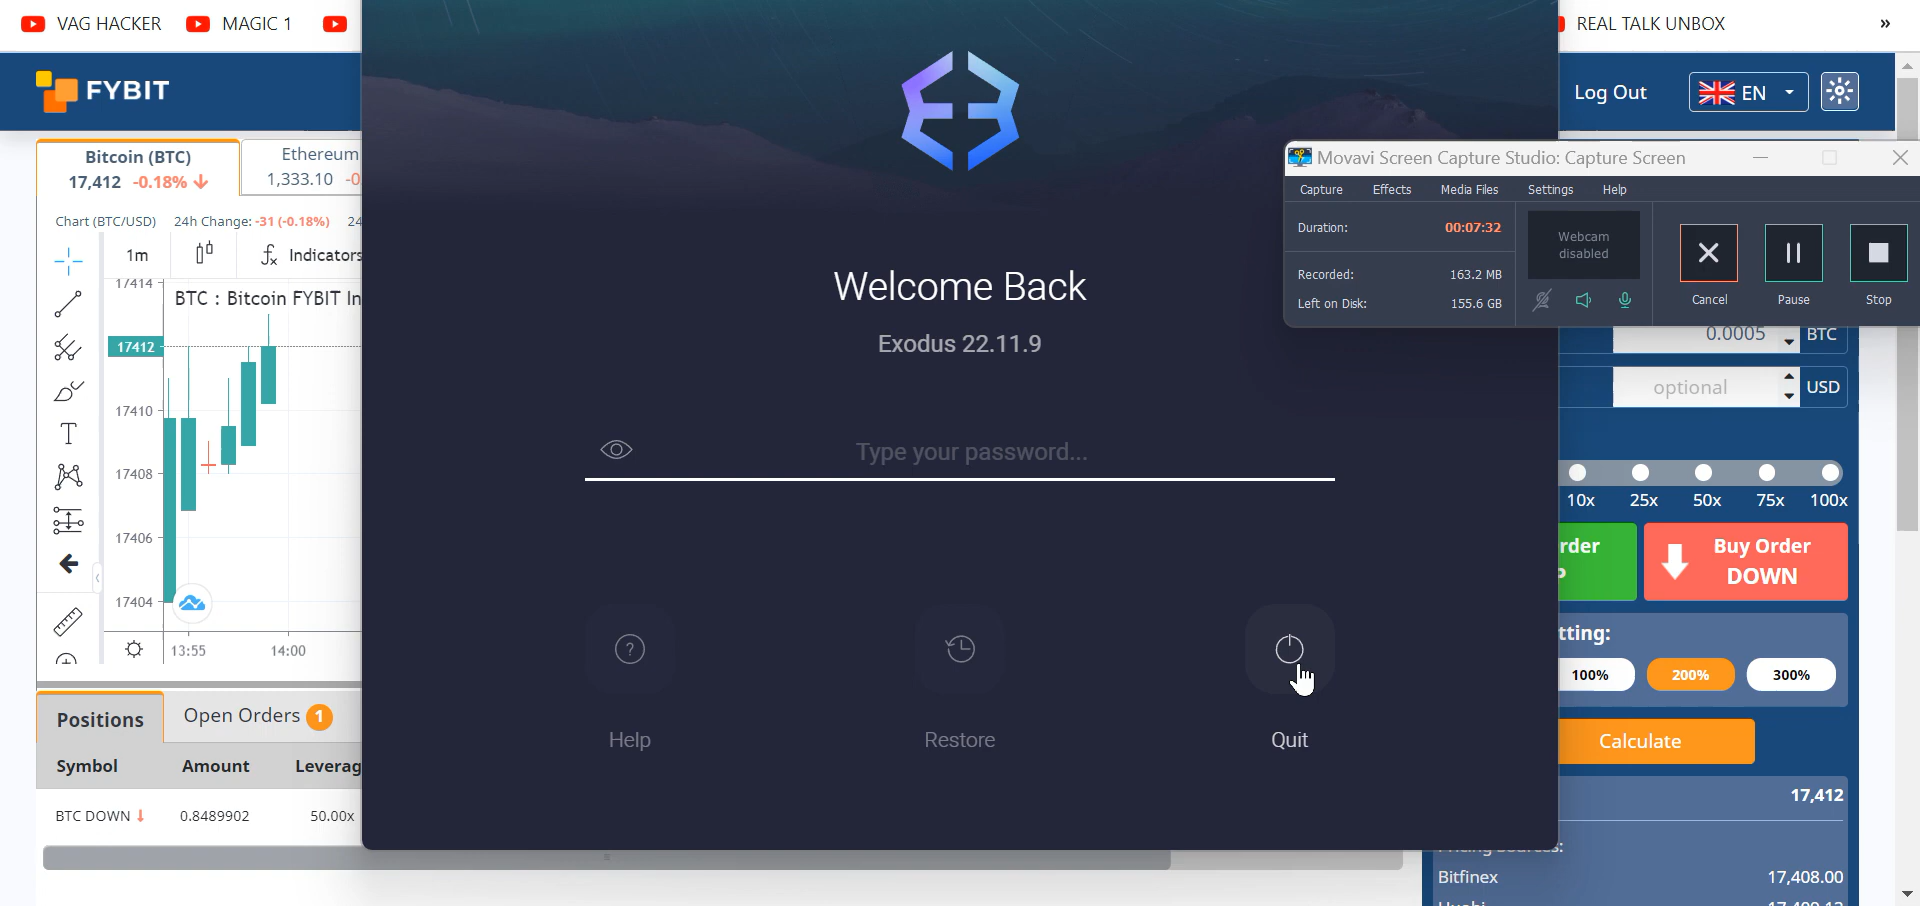 VAG HACKER
MAGIC 1
REAL TALK UNBOX
»
FYBIT
Log Out
EN
Bitcoin (BTC)
17,412 -0.18%
Ethereum
1,333.10
Chart (BTC/USD) 24h Change: -31 (-0.18%) 24
1m
Indicators
17414
BTC : Bitcoin FYBIT In
17412
17410
17408
17406
17404
13:55
14:00
Positions
Open Orders 1
Symbol Amount
BTC DOWN 0.8489902 50.00x
Welcome Back
Exodus 22.11.9
Type your password...
?
Help
Restore
Quit
Movavi Screen Capture Studio: Capture Screen
Capture Effects Media Files Settings Help
Duration: 00:07:32
Recorded: 163.2 MB
Left on Disk: 155.6 GB
Webcam
disabled
Cancel
Pause
Stop
0.0005 BTC
optional USD
10x 25x 50x 75x 100x
Buy Order
DOWN
100% 200% 300%
Calculate
17,412
Bitfinex 17,408.00